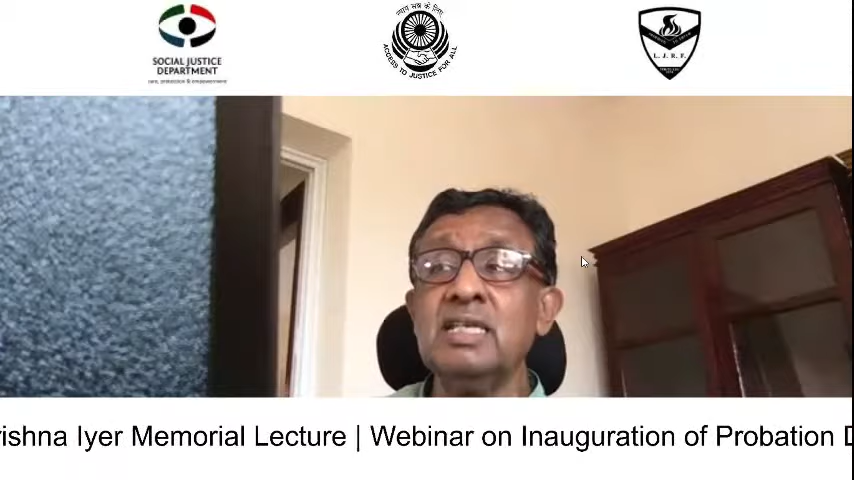 SOCIAL JUSTICE
DEPARTMENT
care, protection & empowerment
न्याय सब के लिए
ACCESS TO JUSTICE FOR ALL
L. J. R. F.
rishna Iyer Memorial Lecture | Webinar on Inauguration of Probation D